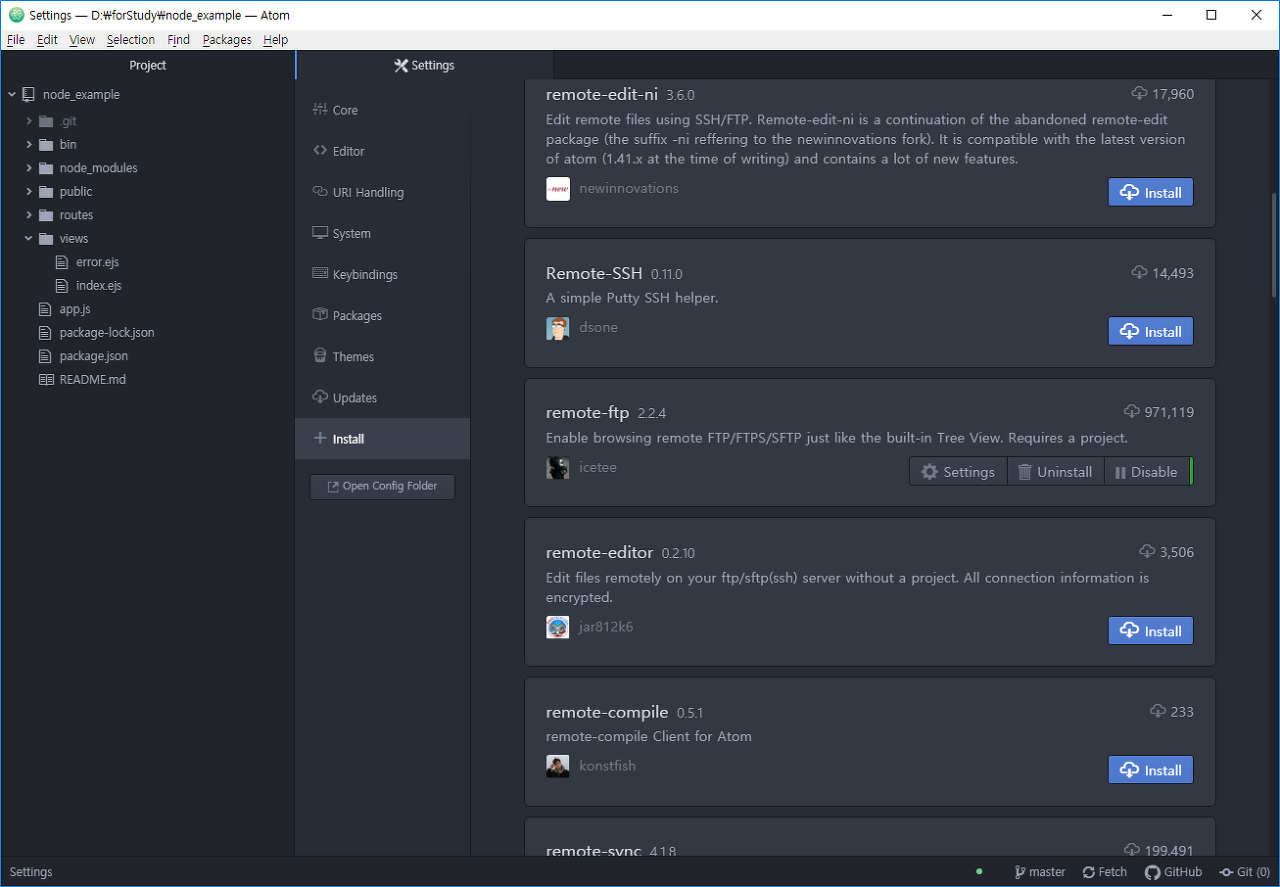 Settings — D:₩forStudy₩node_example — Atom
File Edit View Selection Find Packages Help
Project
node_example
.git
bin
node_modules
public
routes
views
error.ejs
index.ejs
app.js
package-lock.json
package.json
README.md
Settings
Core
Editor
URI Handling
System
Keybindings
Packages
Themes
Updates
Install
Open Config Folder
remote-edit-ni 3.6.0 17,960
Edit remote files using SSH/FTP. Remote-edit-ni is a continuation of the abandoned remote-edit
package (the suffix -ni reffering to the newinnovations fork). It is compatible with the latest version
of atom (1.41.x at the time of writing) and contains a lot of new features.
-new newinnovations Install
Remote-SSH 0.11.0 14,493
A simple Putty SSH helper.
dsone Install
remote-ftp 2.2.4 971,119
Enable browsing remote FTP/FTPS/SFTP just like the built-in Tree View. Requires a project.
icetee Settings Uninstall Disable
remote-editor 0.2.10 3,506
Edit files remotely on your ftp/sftp(ssh) server without a project. All connection information is
encrypted.
jar812k6 Install
remote-compile 0.5.1 233
remote-compile Client for Atom
konstfish Install
remote-sync 4.1.8 199,491
Settings master Fetch GitHub Git (0)